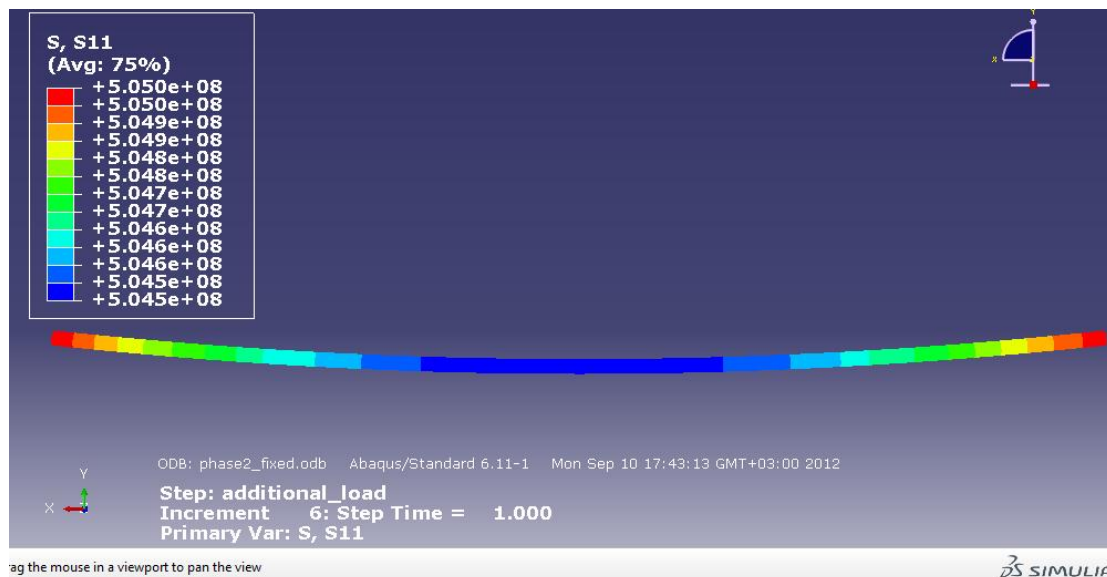 S, S11
(Avg: 75%)
+5.050e+08
+5.050e+08
+5.049e+08
+5.049e+08
+5.048e+08
+5.048e+08
+5.047e+08
+5.047e+08
+5.046e+08
+5.046e+08
+5.046e+08
+5.045e+08
+5.045e+08
Y
X
ODB: phase2_fixed.odb Abaqus/Standard 6.11-1 Mon Sep 10 17:43:13 GMT+03:00 2012
Y
X
Step: additional_load
Increment 6: Step Time = 1.000
Primary Var: S, S11
rag the mouse in a viewport to pan the view
SIMULIA